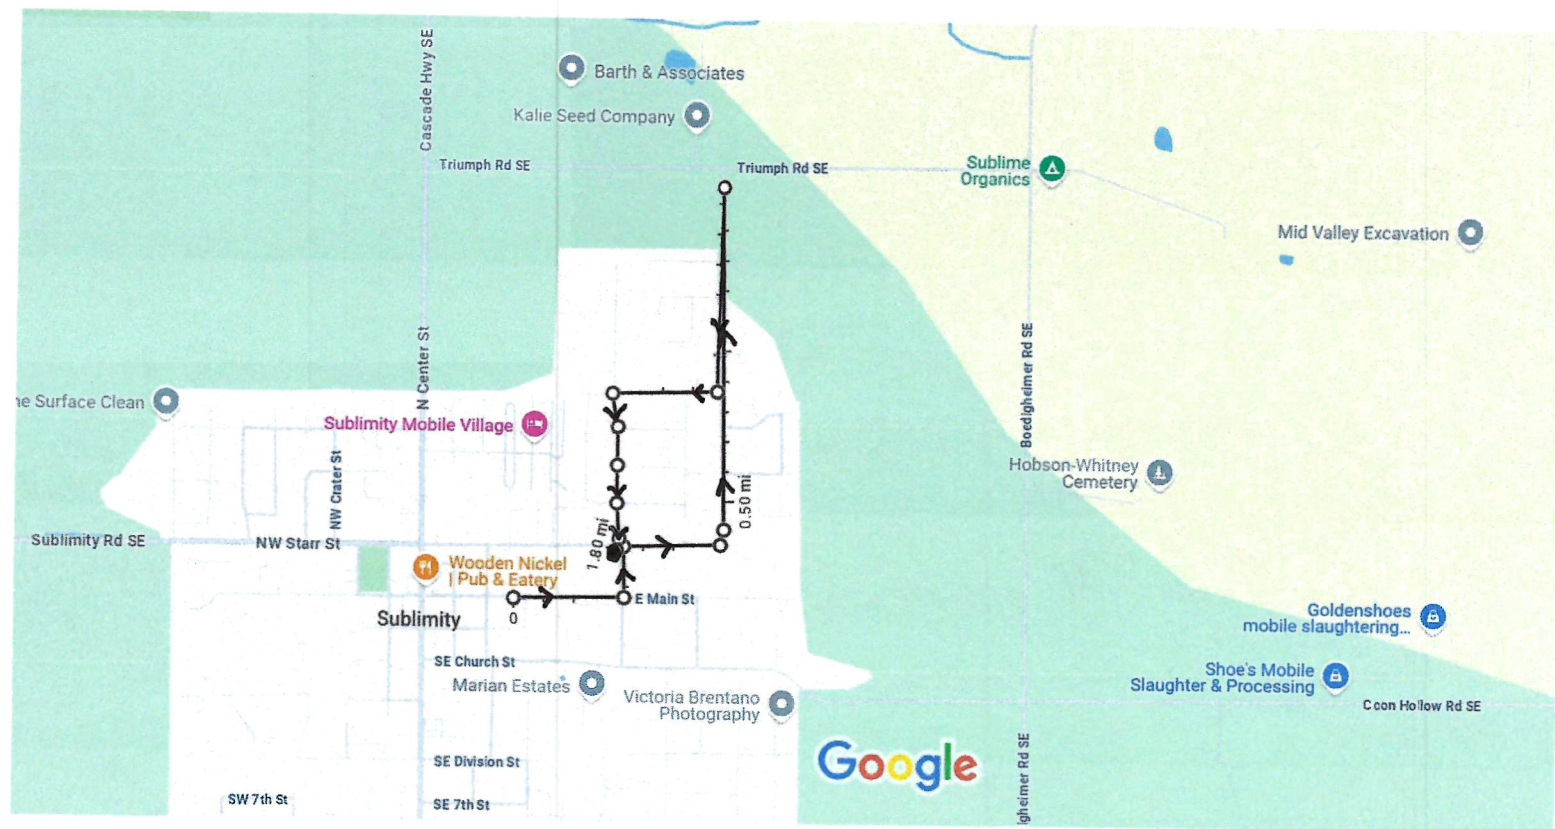 Cascade Hwy SE
Barth & Associates
Kalie Seed Company
Triumph Rd SE
Triumph Rd SE
Sublime
Organics
Mid Valley Excavation
N Center St
Boedigheimer Rd SE
ne Surface Clean
Sublimity Mobile Village
NW Crater St
Hobson-Whitney
Cemetery
0.50 mi
1.80 mi
Sublimity Rd SE
NW Starr St
Wooden Nickel
| Pub & Eatery
E Main St
Sublimity
0
Goldenshoes
mobile slaughtering...
SE Church St
Marian Estates
Victoria Brentano
Photography
Shoe's Mobile
Slaughter & Processing
Coon Hollow Rd SE
Google
igheimer Rd SE
SE Division St
SW 7th St
SE 7th St